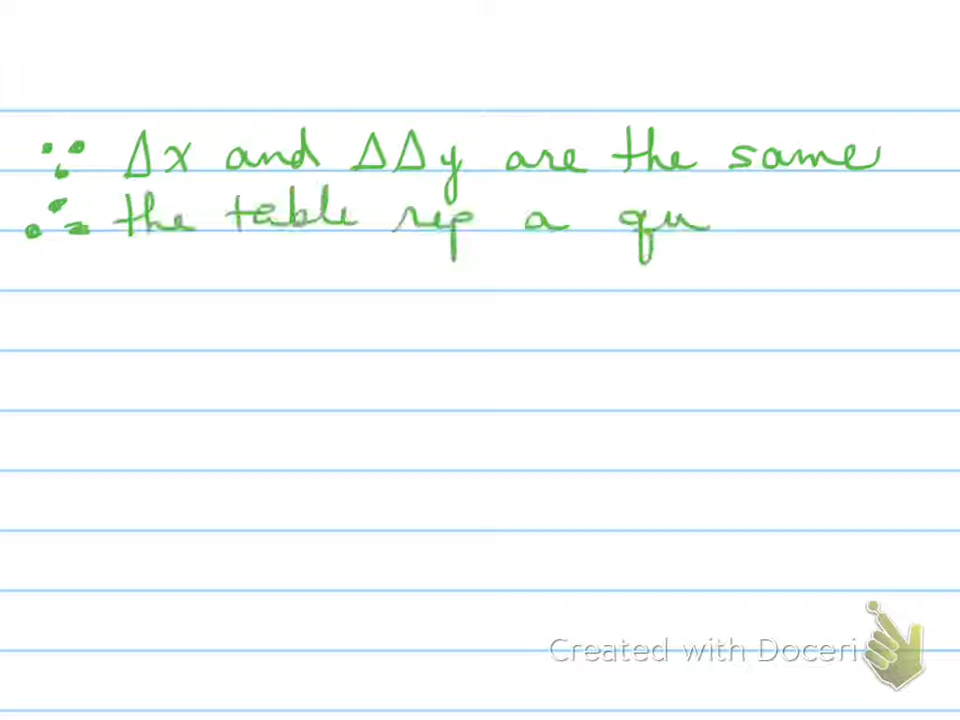 ∵ Δx and ΔΔy are the same
∴ the table rep a qu
Created with Doceri